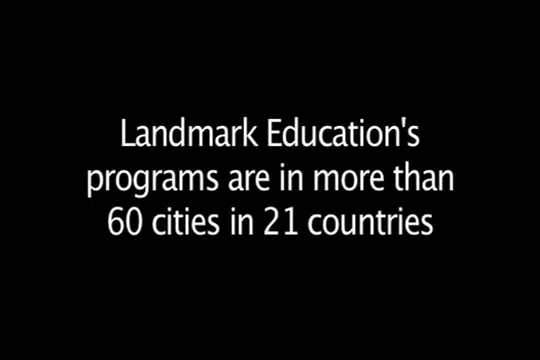 Landmark Education's
programs are in more than
60 cities in 21 countries